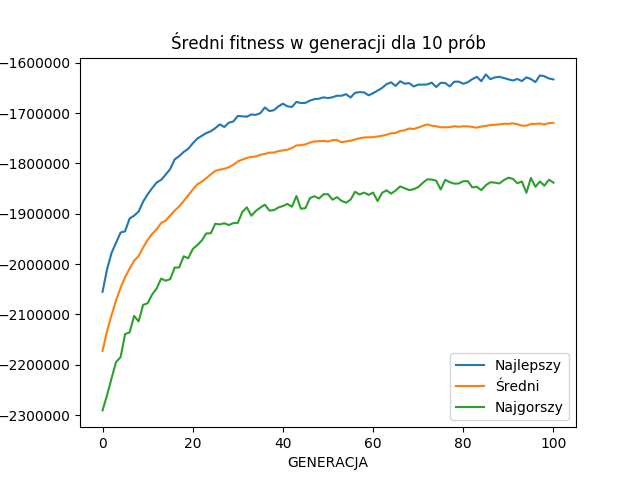 Średni fitness w generacji dla 10 prób
−1600000
−1700000
−1800000
−1900000
−2000000
−2100000
−2200000
−2300000
0 20 40 60 80 100
GENERACJA
Najlepszy
Średni
Najgorszy